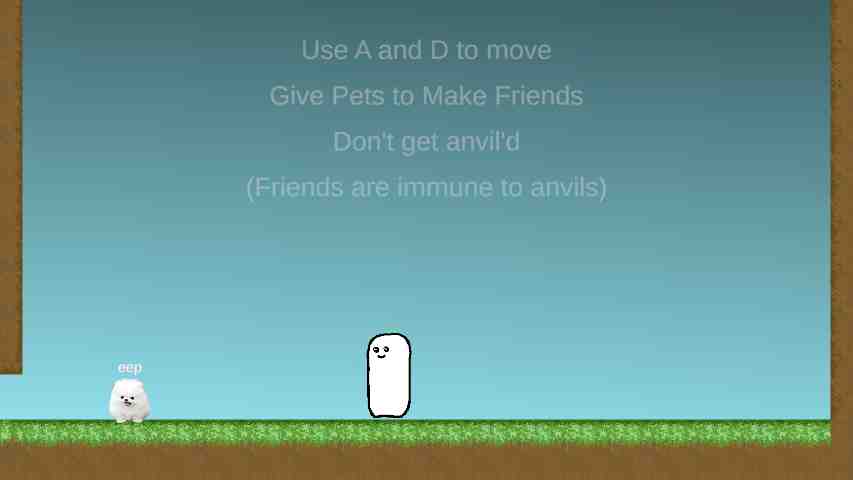 Use A and D to move
Give Pets to Make Friends
Don't get anvil'd
(Friends are immune to anvils)
eep